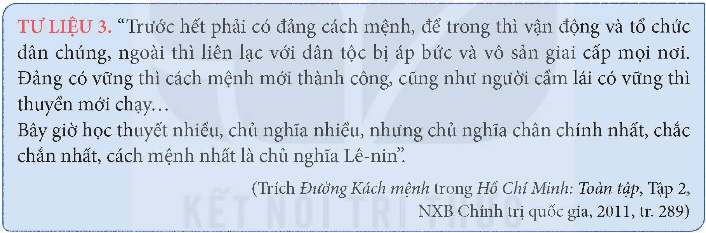 TƯ LIỆU 3. “Trước hết phải có đảng cách mệnh, để trong thì vận động và tổ chức
dân chúng, ngoài thì liên lạc với dân tộc bị áp bức và vô sản giai cấp mọi nơi.
Đảng có vững thì cách mệnh mới thành công, cũng như người cầm lái có vững thì
thuyền mới chạy…
Bây giờ học thuyết nhiều, chủ nghĩa nhiều, nhưng chủ nghĩa chân chính nhất, chắc
chắn nhất, cách mệnh nhất là chủ nghĩa Lê-nin”.
(Trích Đường Kách mệnh trong Hồ Chí Minh: Toàn tập, Tập 2,
NXB Chính trị quốc gia, 2011, tr. 289)
KẾT NỐI TRI THỨC